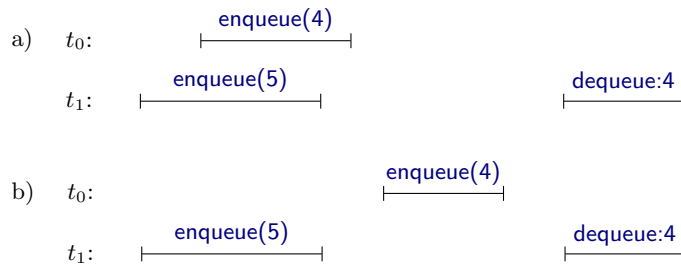 enqueue(4)
a) t0:
enqueue(5) dequeue:4
t1:
enqueue(4)
b) t0:
enqueue(5) dequeue:4
t1: